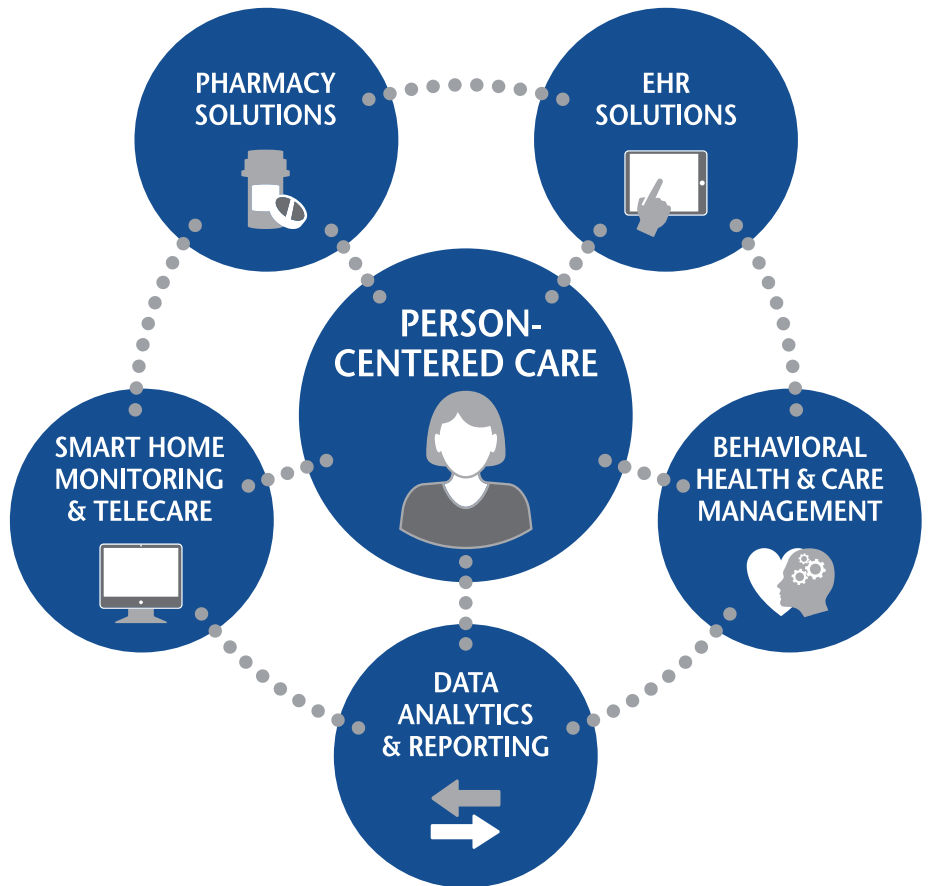 PHARMACY
SOLUTIONS
EHR
SOLUTIONS
PERSON-
CENTERED CARE
SMART HOME
MONITORING
& TELECARE
BEHAVIORAL
HEALTH & CARE
MANAGEMENT
DATA
ANALYTICS
& REPORTING